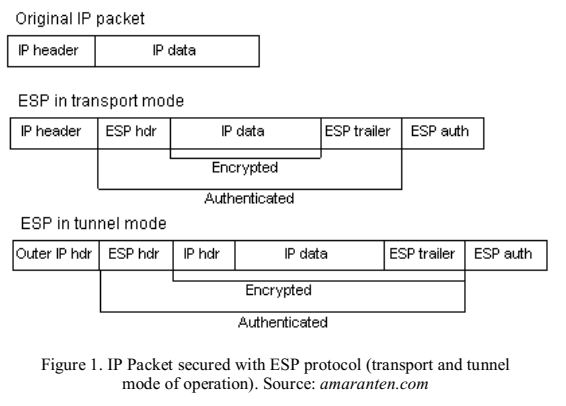 Original IP packet
IP header IP data
ESP in transport mode
IP header ESP hdr IP data ESP trailer ESP auth
Encrypted
Authenticated
ESP in tunnel mode
Outer IP hdr ESP hdr IP hdr IP data ESP trailer ESP auth
Encrypted
Authenticated
Figure 1. IP Packet secured with ESP protocol (transport and tunnel
mode of operation). Source: amaranten.com